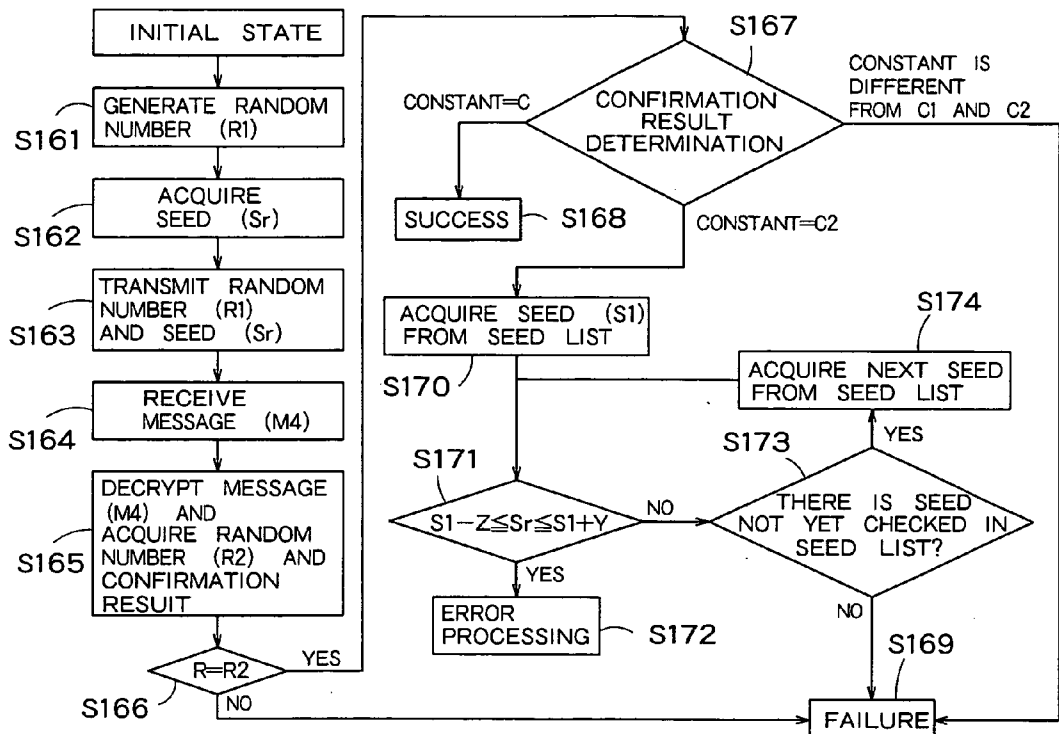 INITIAL STATE
GENERATE RANDOM
NUMBER (R1)
S161
ACQUIRE
SEED (Sr)
S162
TRANSMIT RANDOM
NUMBER (R1)
AND SEED (Sr)
S163
RECEIVE
MESSAGE (M4)
S164
DECRYPT MESSAGE
(M4) AND
ACQUIRE RANDOM
NUMBER (R2) AND
CONFIRMATION
RESUIT
S165
R=R2
YES
NO
S166
S167
CONFIRMATION
RESULT
DETERMINATION
CONSTANT=C
CONSTANT IS
DIFFERENT
FROM C1 AND C2
SUCCESS
S168
CONSTANT=C2
ACQUIRE SEED (S1)
FROM SEED LIST
S170
S174
ACQUIRE NEXT SEED
FROM SEED LIST
S171
S1-Z≦Sr≦S1+Y
NO
YES
S173
YES
THERE IS SEED
NOT YET CHECKED IN
SEED LIST?
NO
ERROR
PROCESSING
S172
S169
FAILURE